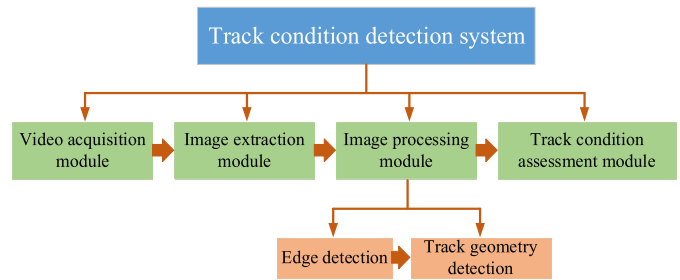 Track condition detection system
Video acquisition
module
Image extraction
module
Image processing
module
Track condition
assessment module
Edge detection
Track geometry
detection